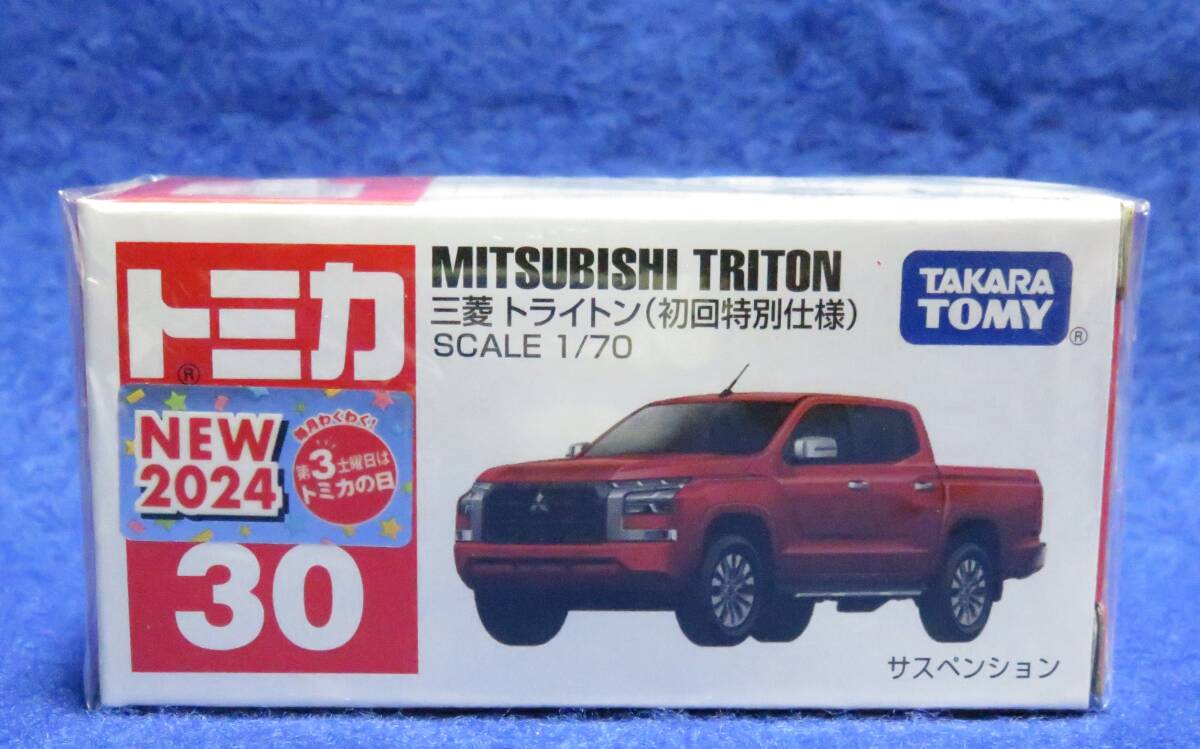 トミカ
®
NEW
2024
毎月わくわく!
第3土曜日は
トミカの日
30
MITSUBISHI TRITON
三菱 トライトン(初回特別仕様)
SCALE 1/70
TAKARA
TOMY
®
サスペンション